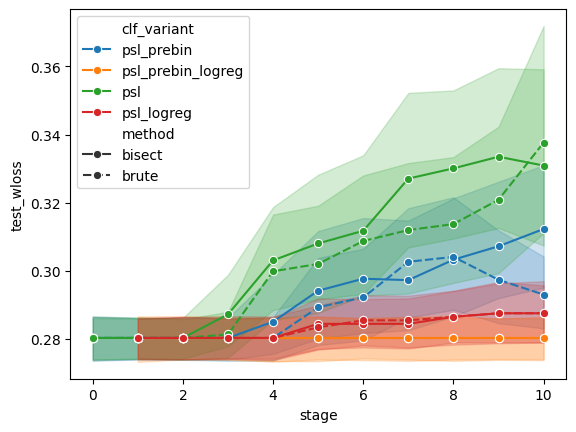 clf_variant
psl_prebin
psl_prebin_logreg
psl
psl_logreg
method
bisect
brute
test_wloss
0.36
0.34
0.32
0.30
0.28
0 2 4 6 8 10
stage